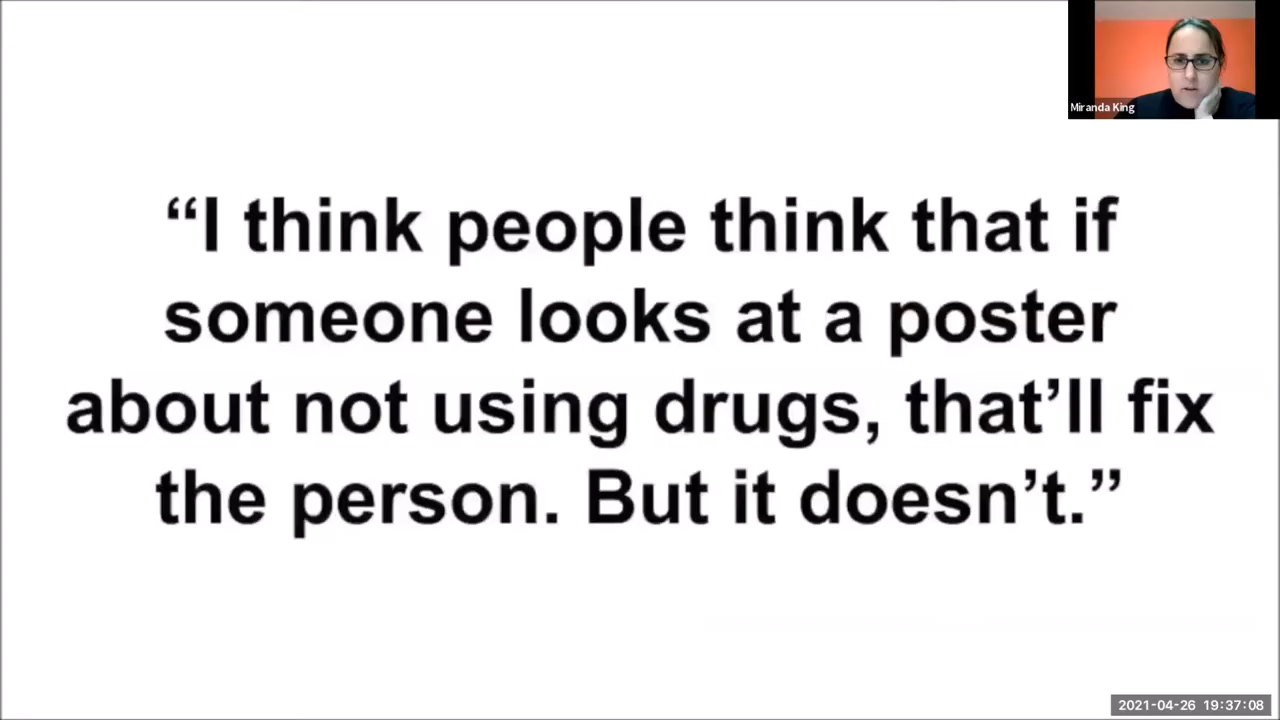 Miranda King
“I think people think that if
someone looks at a poster
about not using drugs, that’ll fix
the person. But it doesn’t.”
2021-04-26 19:37:08